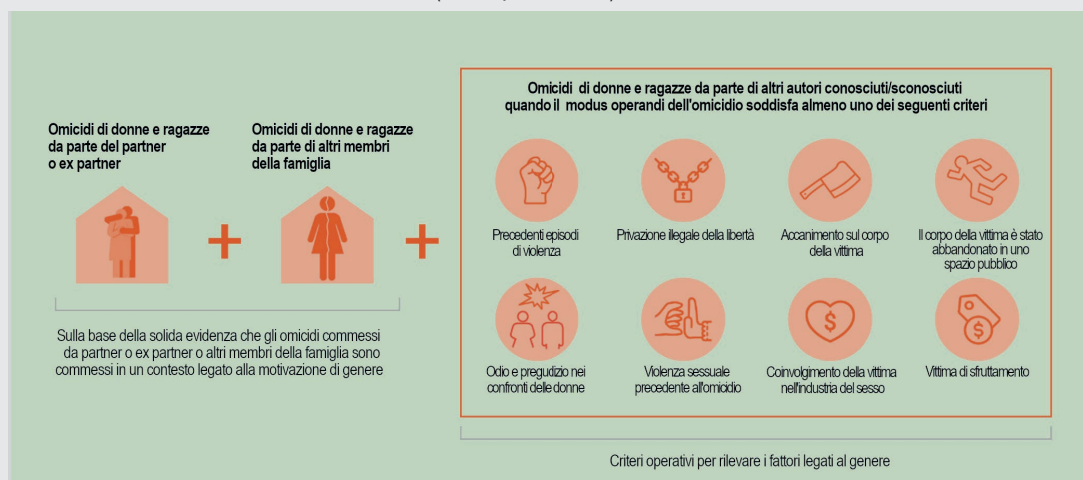 Omicidi di donne e ragazze
da parte del partner
o ex partner
Omicidi di donne e ragazze
da parte di altri membri
della famiglia
Sulla base della solida evidenza che gli omicidi commessi
da partner o ex partner o altri membri della famiglia sono
commessi in un contesto legato alla motivazione di genere
Omicidi di donne e ragazze da parte di altri autori conosciuti/sconosciuti
quando il modus operandi dell'omicidio soddisfa almeno uno dei seguenti criteri
Precedenti episodi
di violenza
Privazione illegale della libertà
Accanimento sul corpo
della vittima
Il corpo della vittima è stato
abbandonato in uno
spazio pubblico
Odio e pregudizio nei
confronti delle donne
Violenza sessuale
precedente all'omicidio
$
Coinvolgimento della vittima
nell'industria del sesso
$
Vittima di sfruttamento
Criteri operativi per rilevare i fattori legati al genere